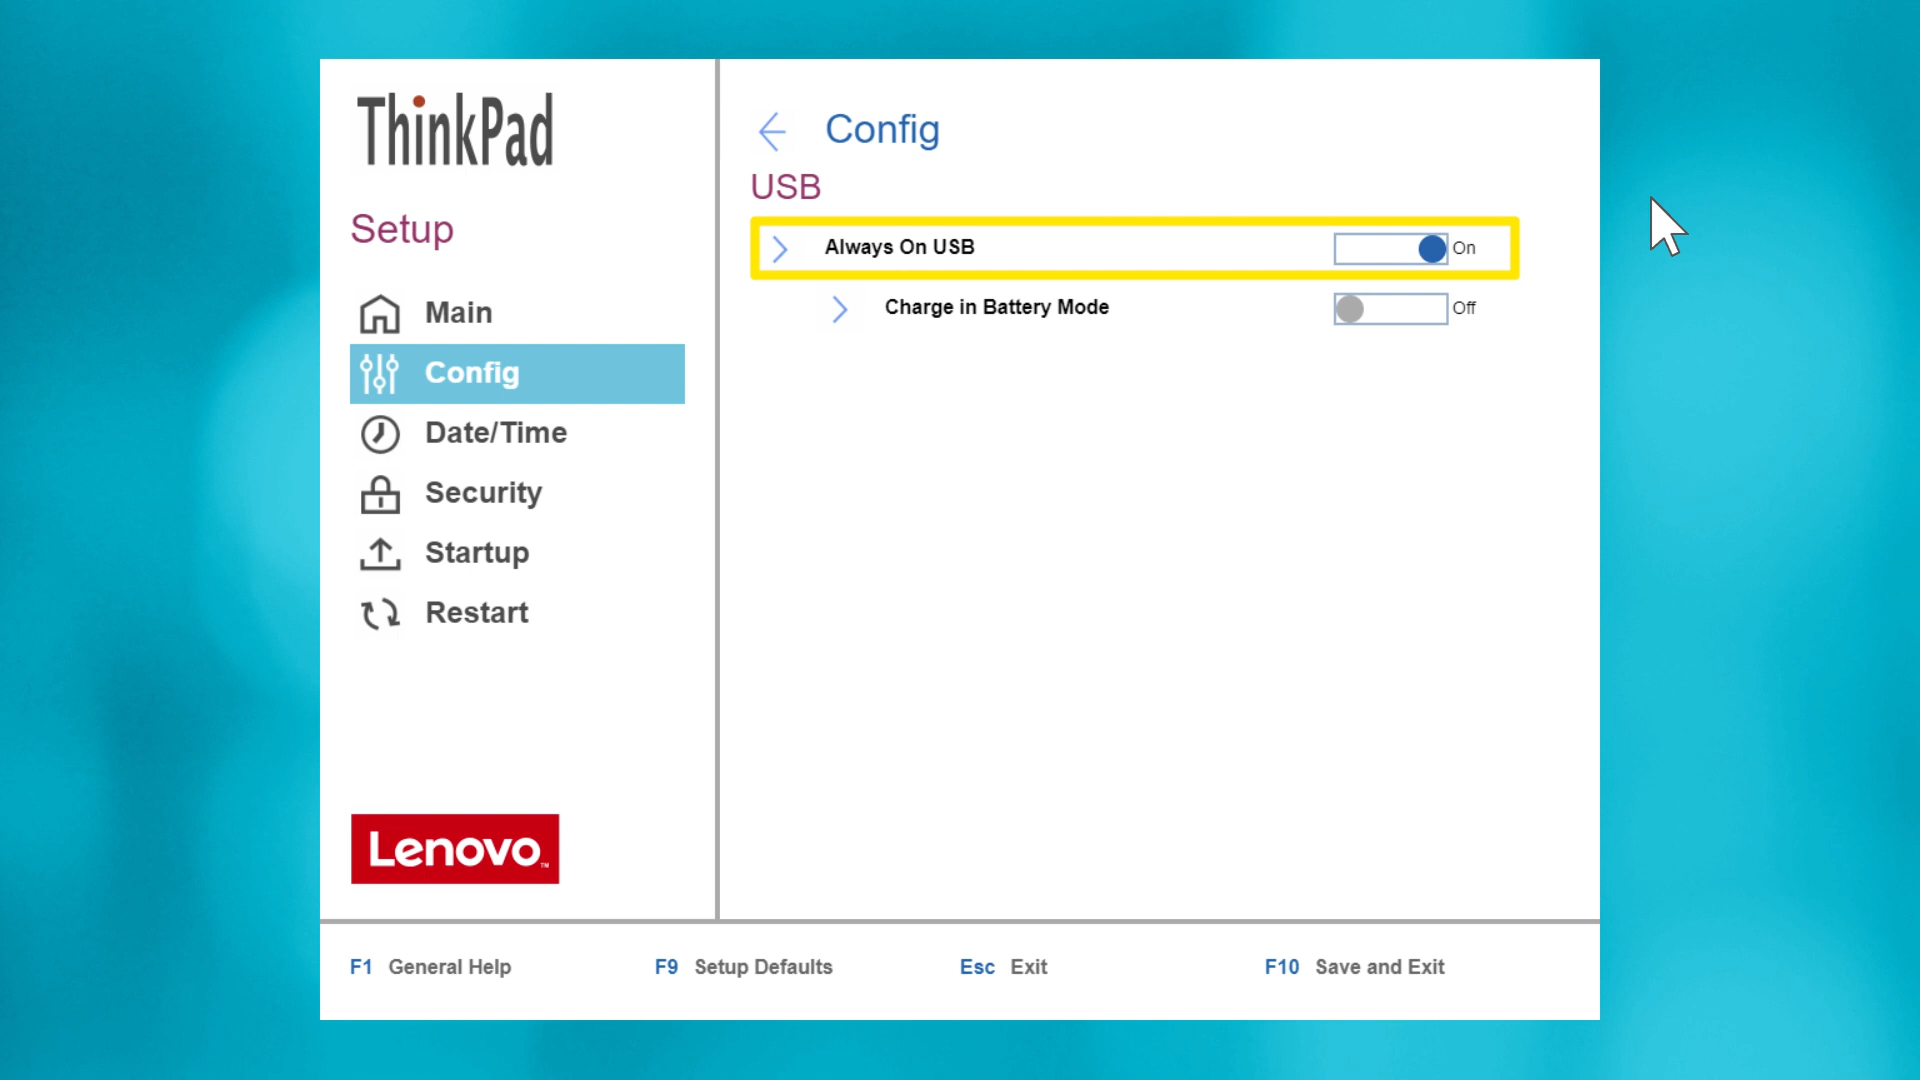 ThinkPad
Setup
Main
Config
Date/Time
Security
Startup
Restart
Lenovo™
Config
USB
Always On USB On
Charge in Battery Mode Off
F1 General Help F9 Setup Defaults Esc Exit F10 Save and Exit